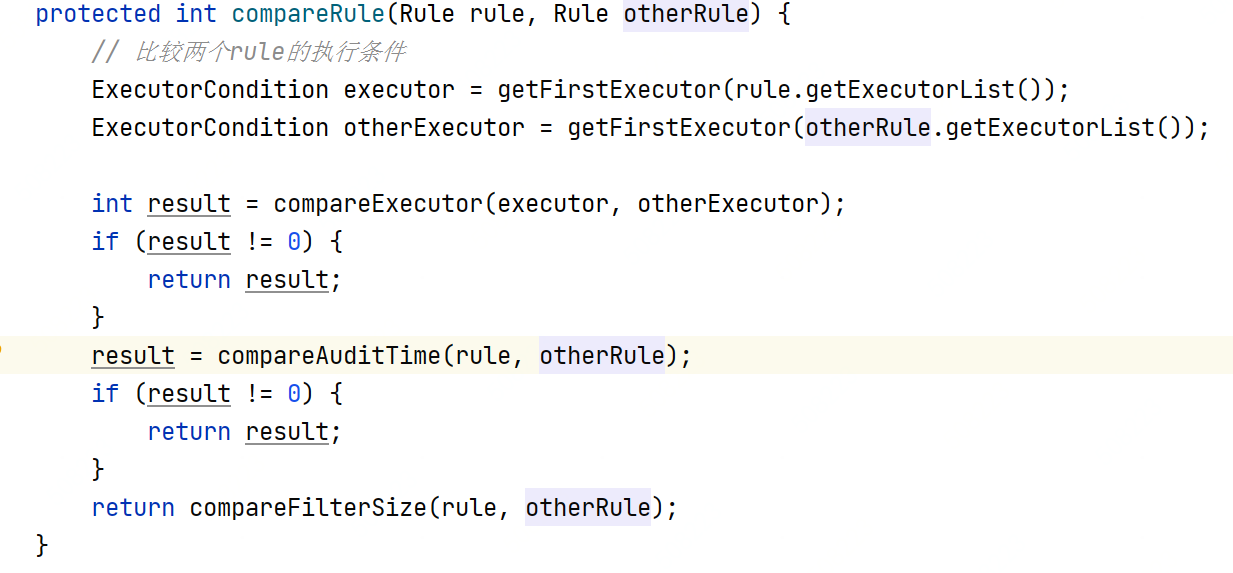 protected int compareRule(Rule rule, Rule otherRule) {
// 比较两个rule的执行条件
ExecutorCondition executor = getFirstExecutor(rule.getExecutorList());
ExecutorCondition otherExecutor = getFirstExecutor(otherRule.getExecutorList());
int result = compareExecutor(executor, otherExecutor);
if (result != 0) {
return result;
}
result = compareAuditTime(rule, otherRule);
if (result != 0) {
return result;
}
return compareFilterSize(rule, otherRule);
}